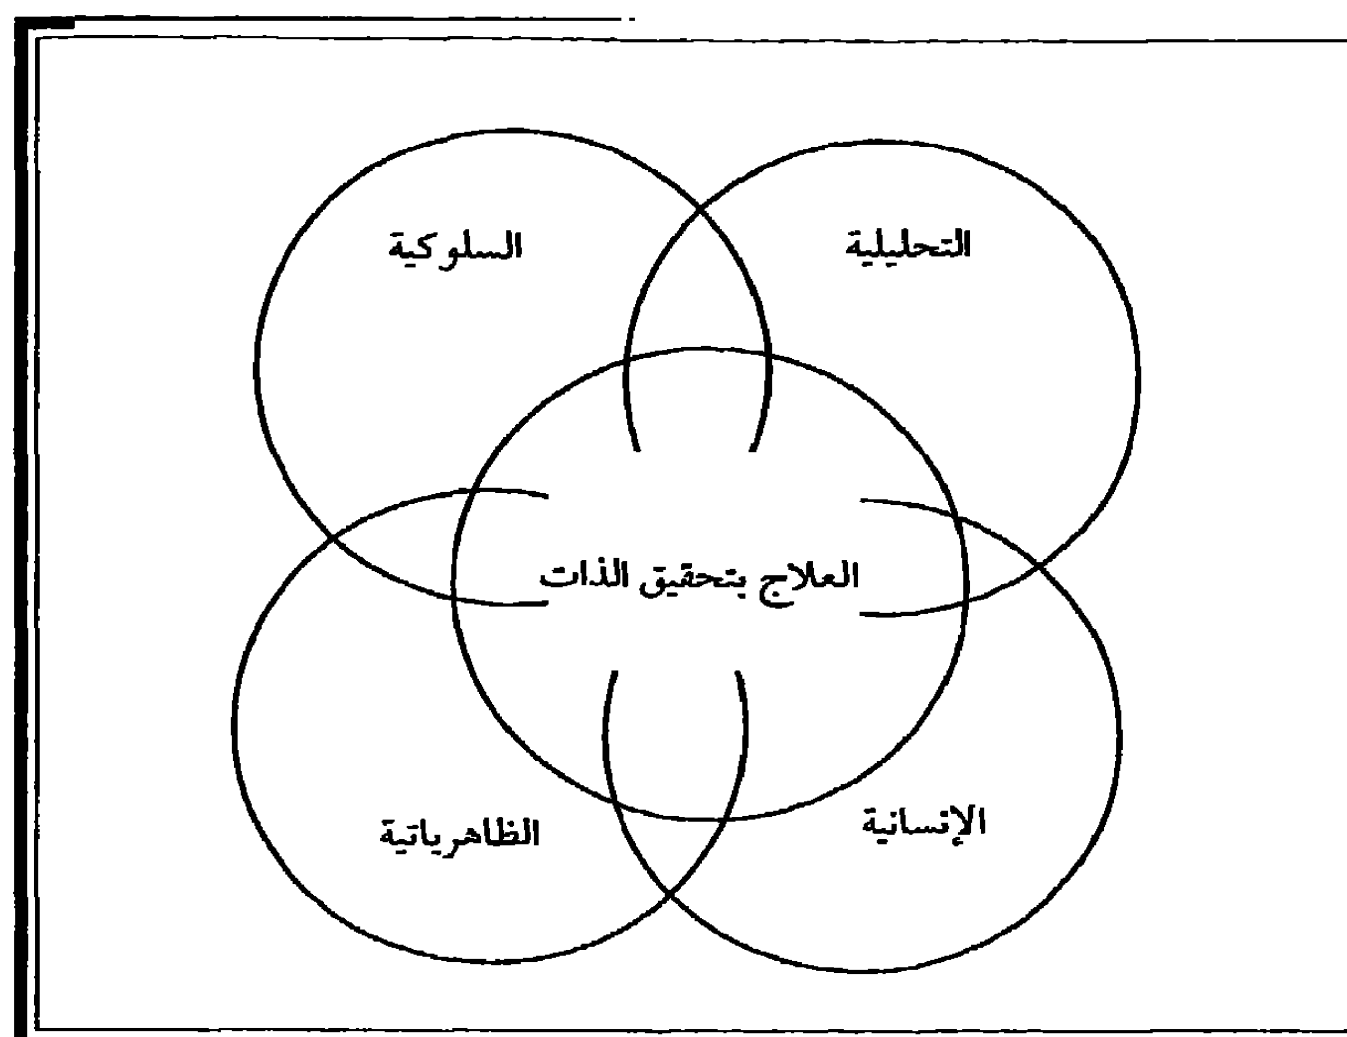 التحليلية
السلوكية
العلاج بتحقيق الذات
الإنسانية
الظاهرياتية